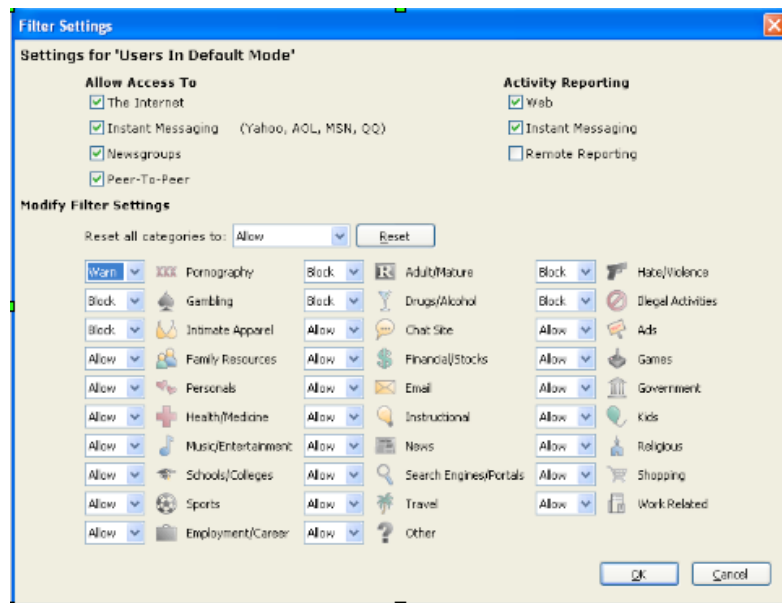 Filter Settings
Settings for 'Users In Default Mode'
Allow Access To Activity Reporting
The Internet Web
Instant Messaging (Yahoo, AOL, MSN, QQ) Instant Messaging
Newsgroups Remote Reporting
Peer-To-Peer
Modify Filter Settings
Reset all categories to: Allow Reset
Warn XXX Pornography Block R Adult/Mature Block Hate/Violence
Block Gambling Block Drugs/Alcohol Block Illegal Activities
Block Intimate Apparel Allow Chat Site Allow Ads
Allow Family Resources Allow Financial/Stocks Allow Games
Allow Personals Allow Email Allow Government
Allow Health/Medicine Allow Instructional Allow Kids
Allow Music/Entertainment Allow News Allow Religious
Allow Schools/Colleges Allow Search Engines/Portals Allow Shopping
Allow Sports Allow Travel Allow Work Related
Allow Employment/Career Allow ? Other
OK Cancel